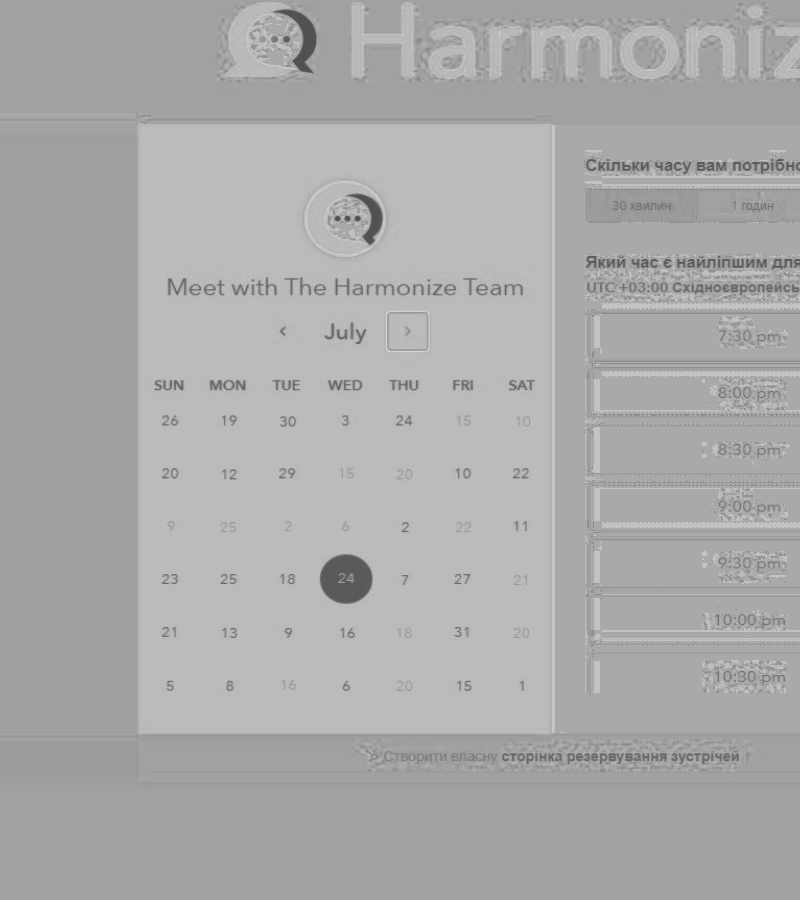 Harmoniz
Meet with The Harmonize Team
July
SUN MON TUE WED THU FRI SAT
26 19 30 3 24 15 10
20 12 29 15 20 10 22
9 25 2 6 2 22 11
23 25 18 24 7 27 21
21 13 9 16 18 31 20
5 8 16 6 20 15 1
Скільки часу вам потрібно
30 хвилин 1 годин
Який час є найліпшим для
UTC +03:00 Східноєвропейсь
7:30 pm
8:00 pm
8:30 pm
9:00 pm
9:30 pm
10:00 pm
10:30 pm
Створити власну сторінка резервування зустрічей